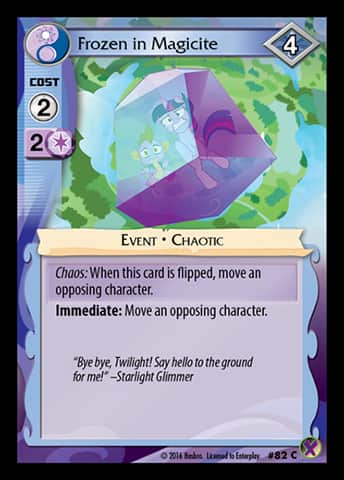 Frozen in Magicite
4
COST
2
2
EVENT • CHAOTIC
Chaos: When this card is flipped, move an
opposing character.
Immediate: Move an opposing character.
"Bye bye, Twilight! Say hello to the ground
for me!" –Starlight Glimmer
© 2016 Hasbro. Licensed to Enterplay. #82 C